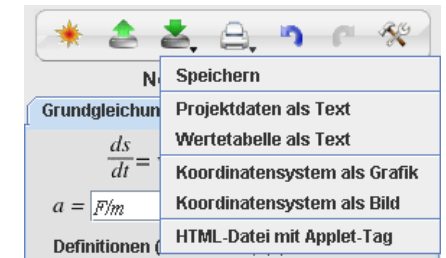 Speichern
Projektdaten als Text
Grundgleichun
Wertetabelle als Text
ds
dt
=
Koordinatensystem als Grafik
a = F/m
Koordinatensystem als Bild
HTML-Datei mit Applet-Tag
Definitionen (